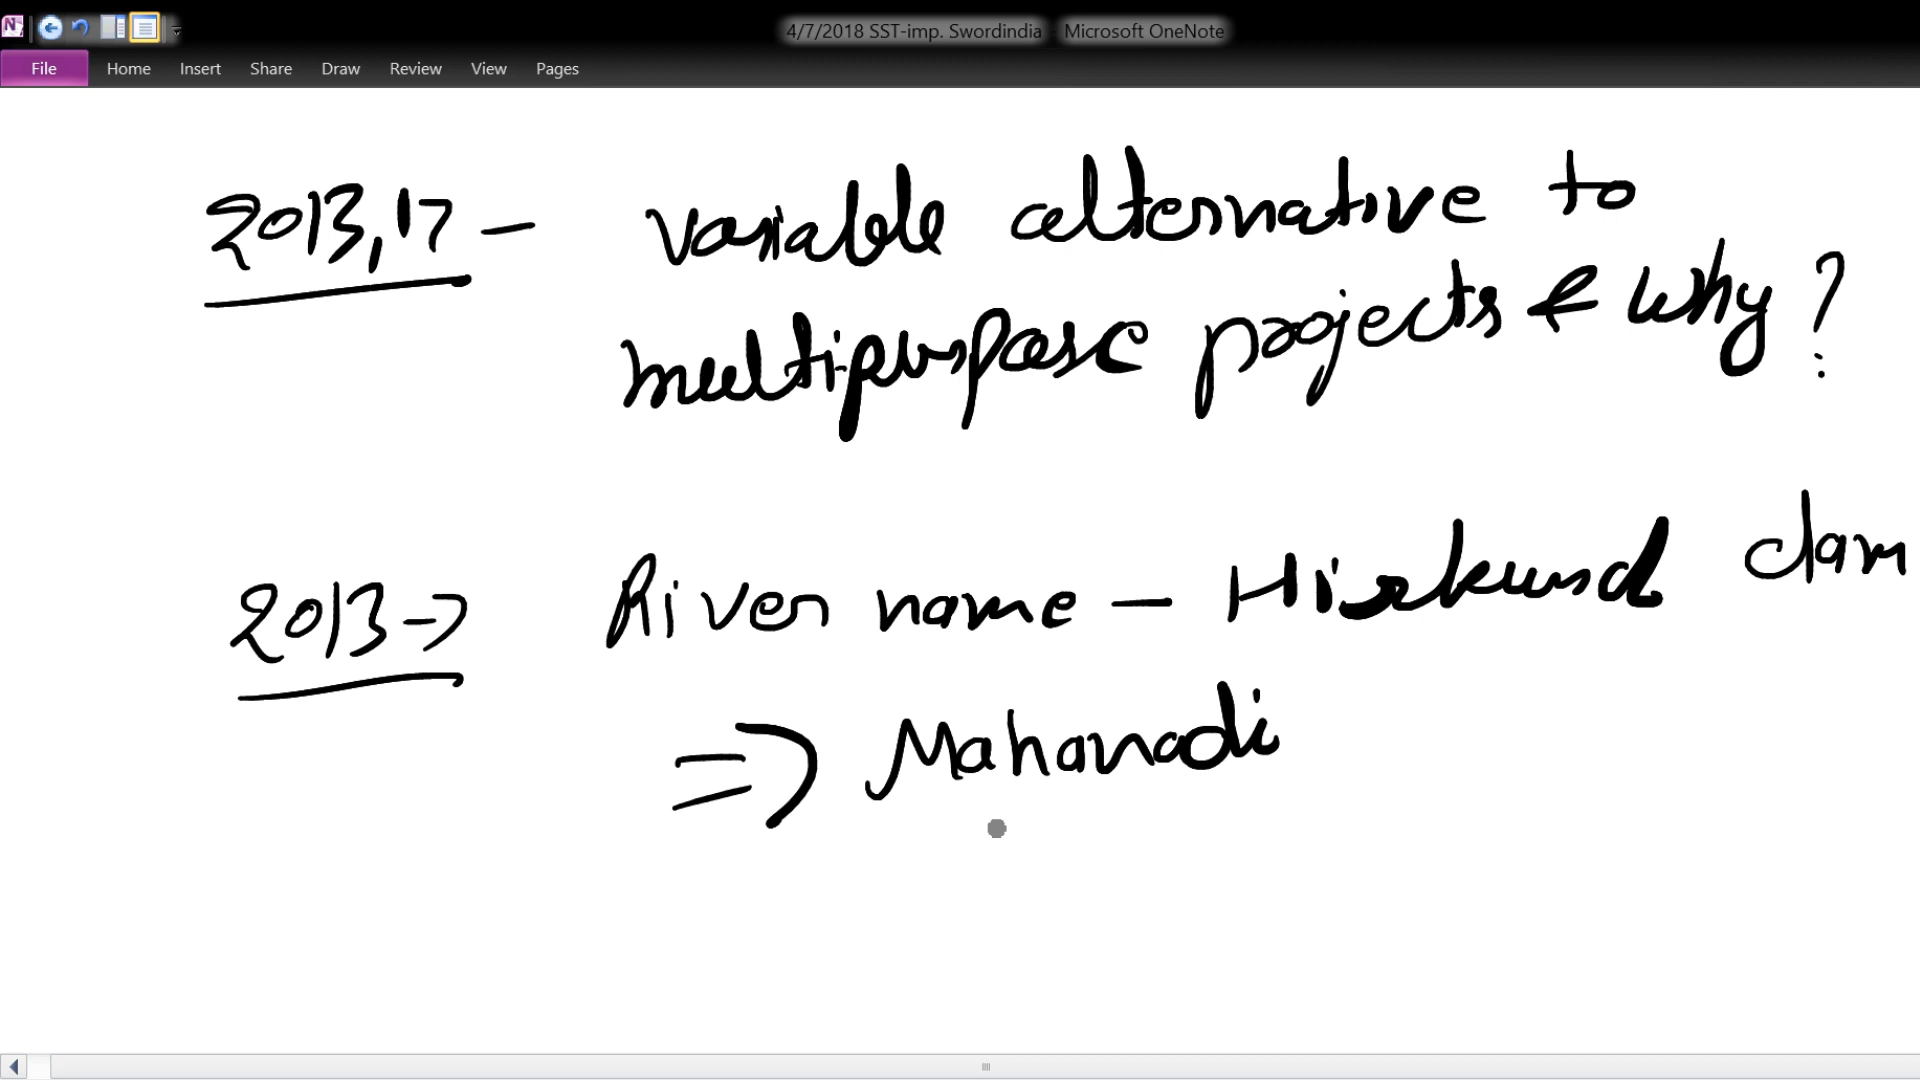 4/7/2018 SST-imp. Swordindia - Microsoft OneNote
File Home Insert Share Draw Review View Pages
2013,17 - variable alternative to
multipurpose projects & why?
2013 -> River name - Hirakund dam
=> Mahanadi